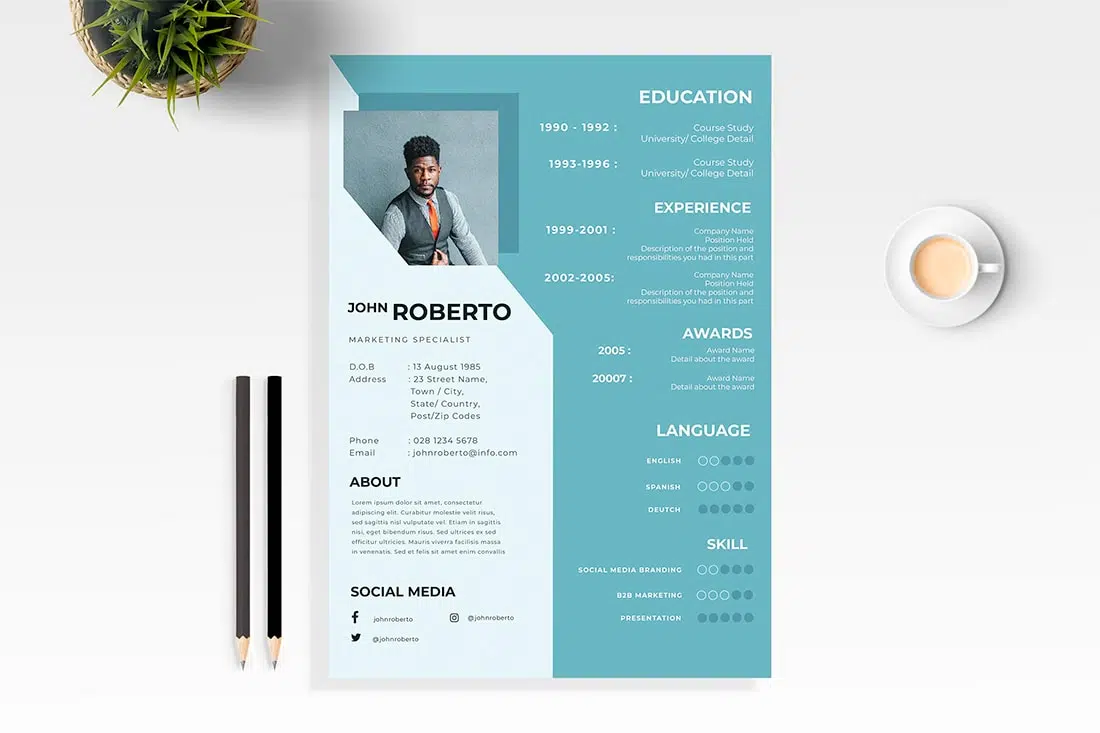 JOHN ROBERTO
MARKETING SPECIALIST
D.O.B : 13 August 1985
Address : 23 Street Name,
Town / City,
State/ Country,
Post/Zip Codes
Phone : 028 1234 5678
Email : johnroberto@info.com
ABOUT
Lorem ipsum dolor sit amet, consectetur
adipiscing elit. Curabitur molestie velit risus,
sed sagittis nisl vulputate vel. Etiam in sagittis
nisi, eget bibendum risus. Sed ultrices ex sed
efficitur ultricies. Mauris viverra facilisis massa
in venenatis. Sed et felis sit amet enim convallis
SOCIAL MEDIA
johnroberto
@johnroberto
@johnroberto
EDUCATION
1990 - 1992 : Course Study
University/ College Detail
1993-1996 : Course Study
University/ College Detail
EXPERIENCE
1999-2001 : Company Name
Position Held
Description of the position and
responsibilities you had in this part
2002-2005: Company Name
Position Held
Description of the position and
responsibilities you had in this part
AWARDS
2005 : Award Name
Detail about the award
20007 : Award Name
Detail about the award
LANGUAGE
ENGLISH
SPANISH
DEUTCH
SKILL
SOCIAL MEDIA BRANDING
B2B MARKETING
PRESENTATION